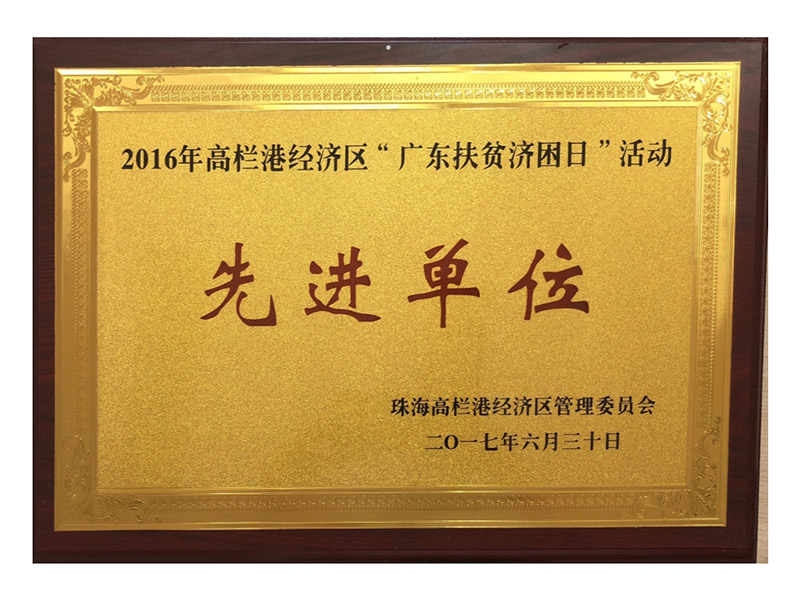 2016年高栏港经济区“广东扶贫济困日”活动
先进单位
珠海高栏港经济区管理委员会
二〇一七年六月三十日